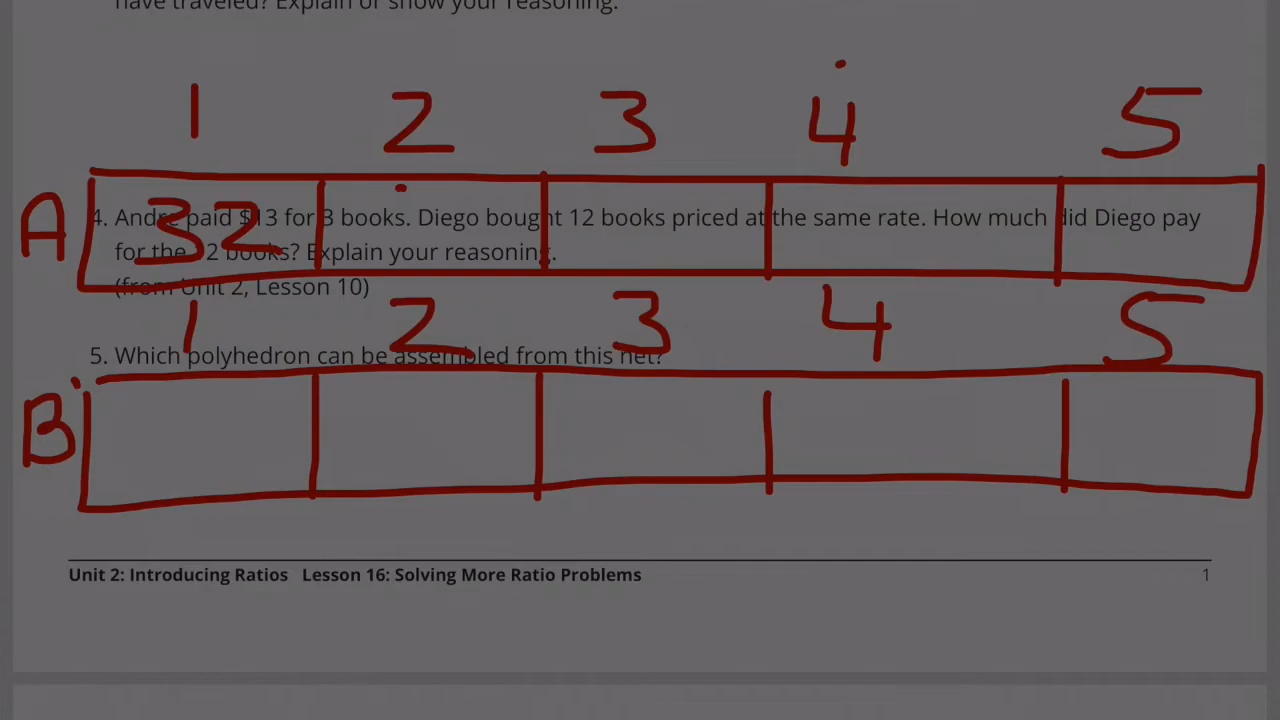 have traveled? Explain or show your reasoning.
1 2 3 4 5
A 32
4. Andre paid $13 for 3 books. Diego bought 12 books priced at the same rate. How much did Diego pay
for the 12 books? Explain your reasoning.
(from Unit 2, Lesson 10)
1 2 3 4 5
5. Which polyhedron can be assembled from this net?
B
Unit 2: Introducing Ratios Lesson 16: Solving More Ratio Problems 1